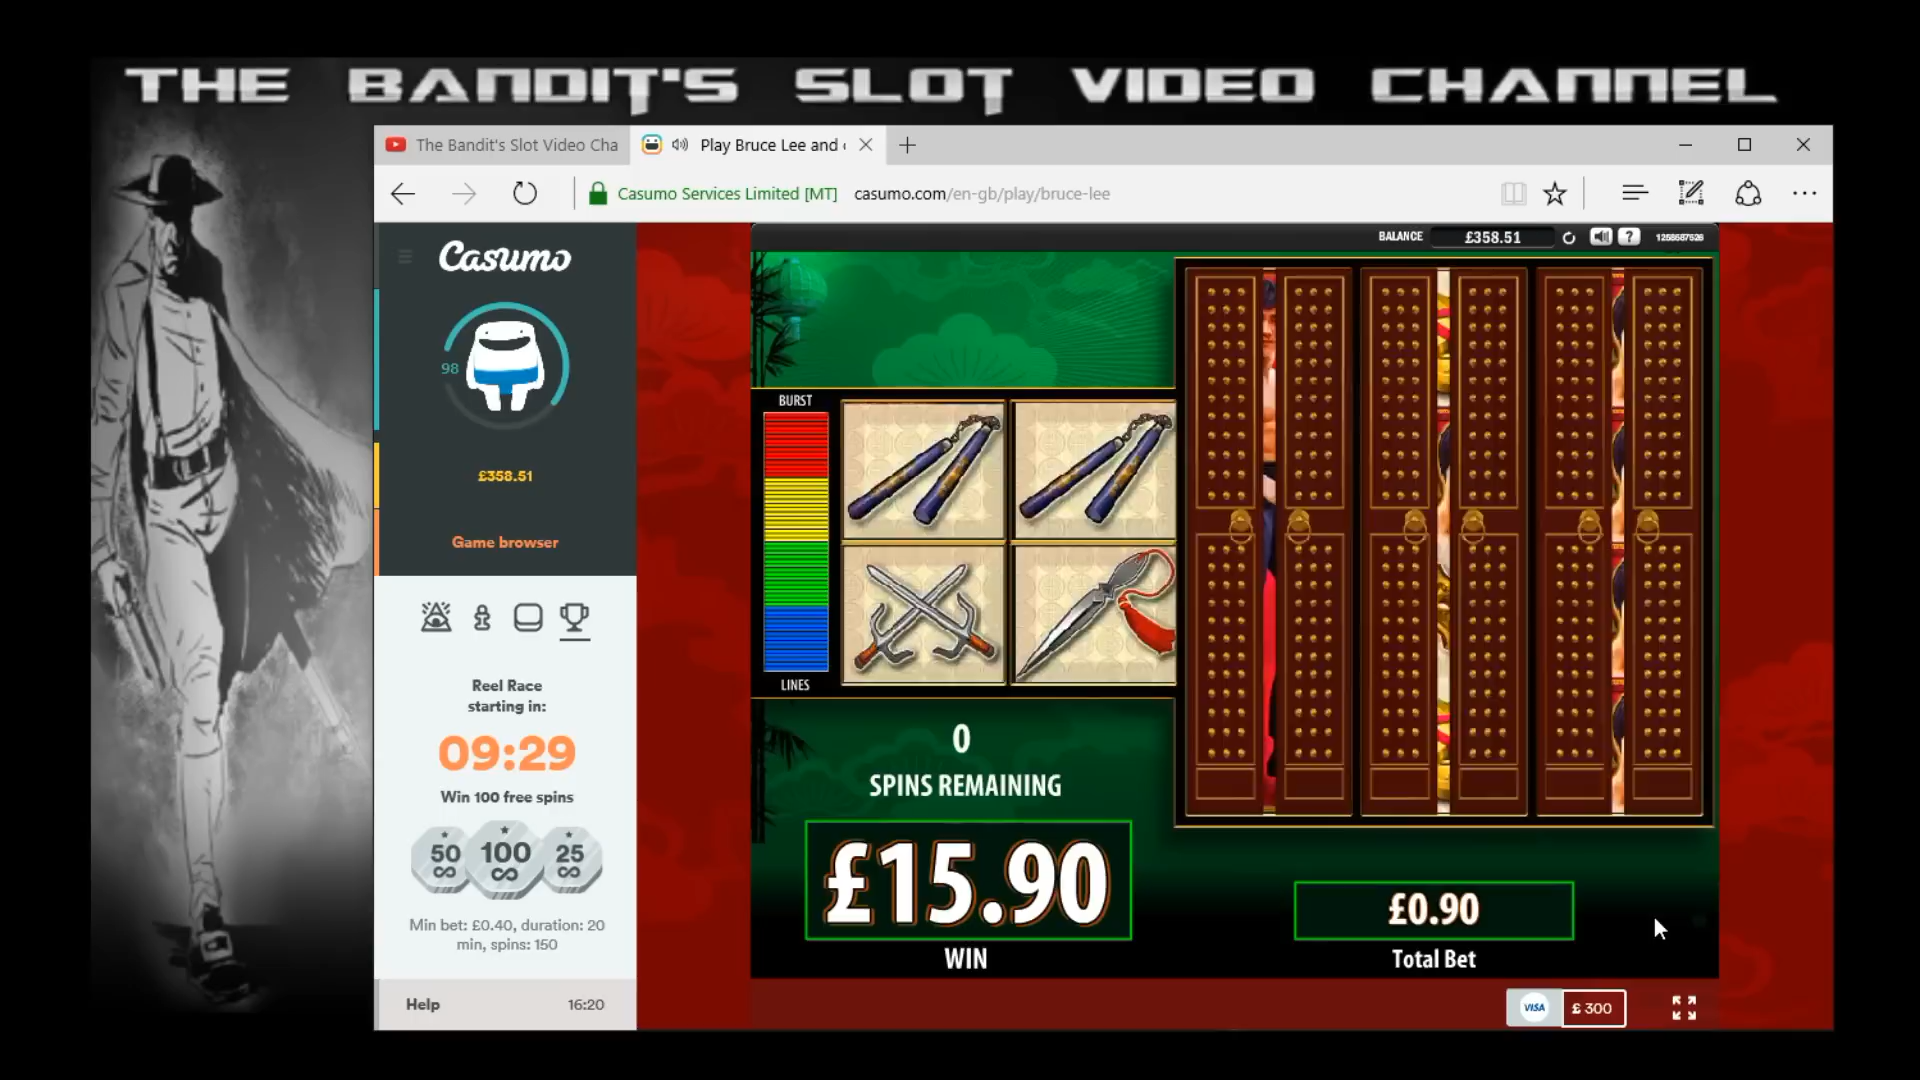 THE BANDIT'S SLOT VIDEO CHANNEL
The Bandit's Slot Video Cha
Play Bruce Lee and
Casumo Services Limited [MT] casumo.com/en-gb/play/bruce-lee
Casumo
98
£358.51
Game browser
Reel Race
starting in:
09:29
Win 100 free spins
50 100 25
Min bet: £0.40, duration: 20
min, spins: 150
Help 16:20
BALANCE £358.51 ? 1258687526
BURST
LINES
0
SPINS REMAINING
£15.90
WIN
£0.90
Total Bet
VISA £ 300